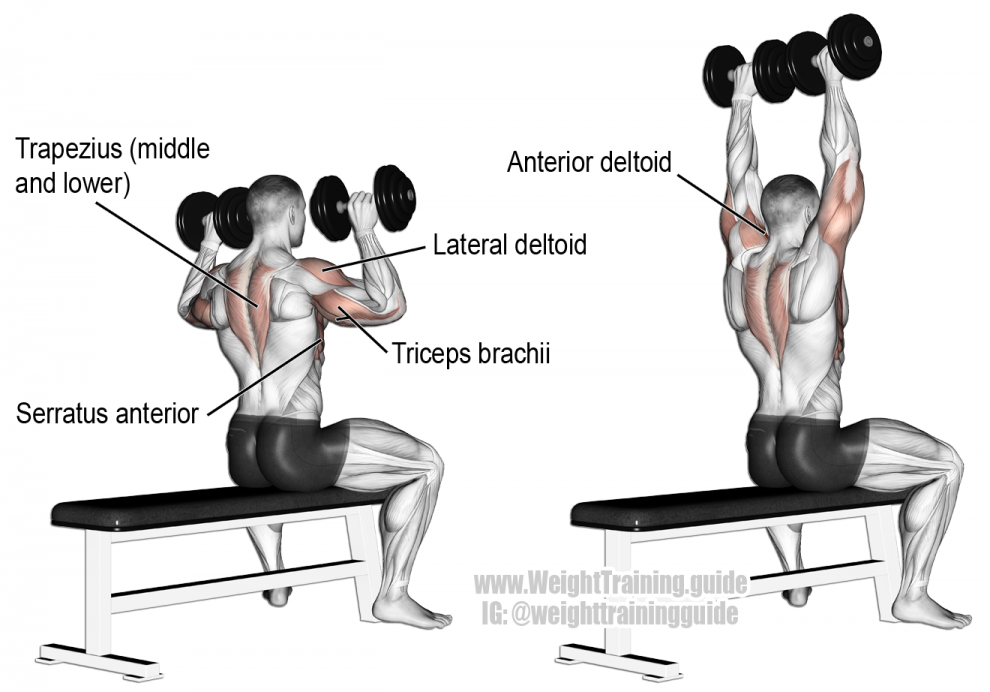 Trapezius (middle
and lower)
Lateral deltoid
Triceps brachii
Serratus anterior
Anterior deltoid
www.WeightTraining.guide
IG: @weighttrainingguide